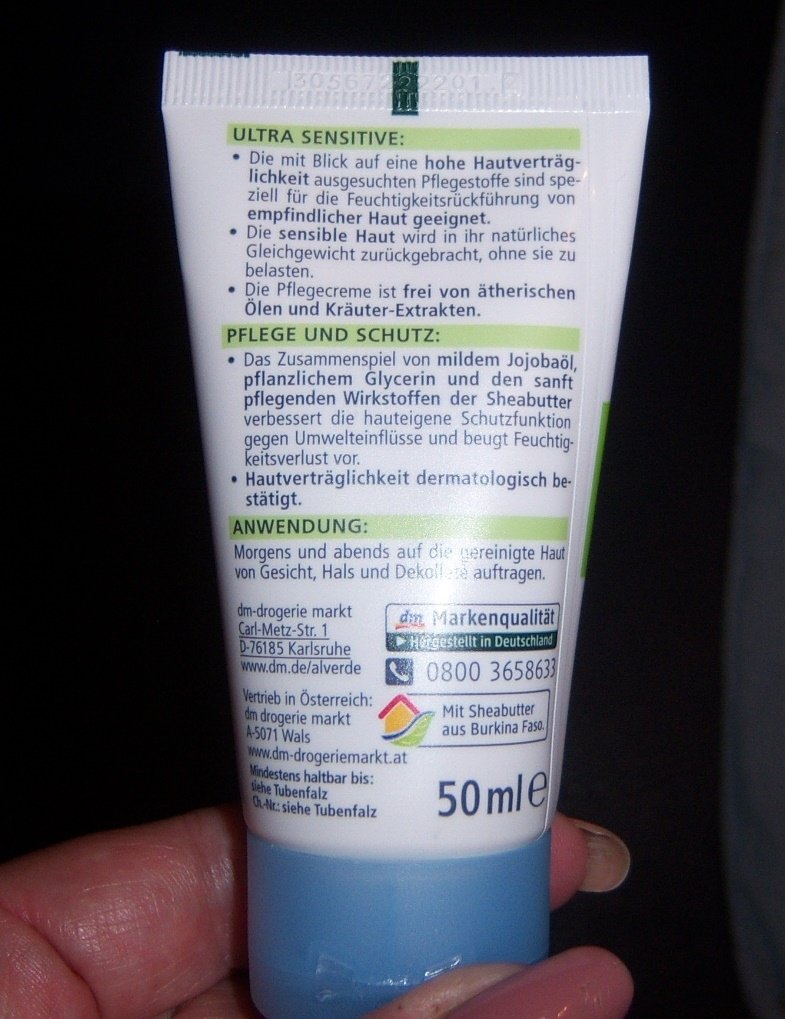 ULTRA SENSITIVE:
• Die mit Blick auf eine hohe Hautverträg-
lichkeit ausgesuchten Pflegestoffe sind spe-
ziell für die Feuchtigkeitsrückführung von
empfindlicher Haut geeignet.
• Die sensible Haut wird in ihr natürliches
Gleichgewicht zurückgebracht, ohne sie zu
belasten.
• Die Pflegecreme ist frei von ätherischen
Ölen und Kräuter-Extrakten.
PFLEGE UND SCHUTZ:
• Das Zusammenspiel von mildem Jojobaöl,
pflanzlichem Glycerin und den sanft
pflegenden Wirkstoffen der Sheabutter
verbessert die hauteigene Schutzfunktion
gegen Umwelteinflüsse und beugt Feuchtig-
keitsverlust vor.
• Hautverträglichkeit dermatologisch be-
stätigt.
ANWENDUNG:
Morgens und abends auf die gereinigte Haut
von Gesicht, Hals und Dekolleté auftragen.
dm-drogerie markt
Carl-Metz-Str. 1
D-76185 Karlsruhe
www.dm.de/alverde
dm Markenqualität
Hergestellt in Deutschland
0800 3658633
Vertrieb in Österreich:
dm drogerie markt
A-5071 Wals
www.dm-drogeriemarkt.at
Mit Sheabutter
aus Burkina Faso.
Mindestens haltbar bis:
siehe Tubenfalz
Ch.-Nr.: siehe Tubenfalz
50 ml e